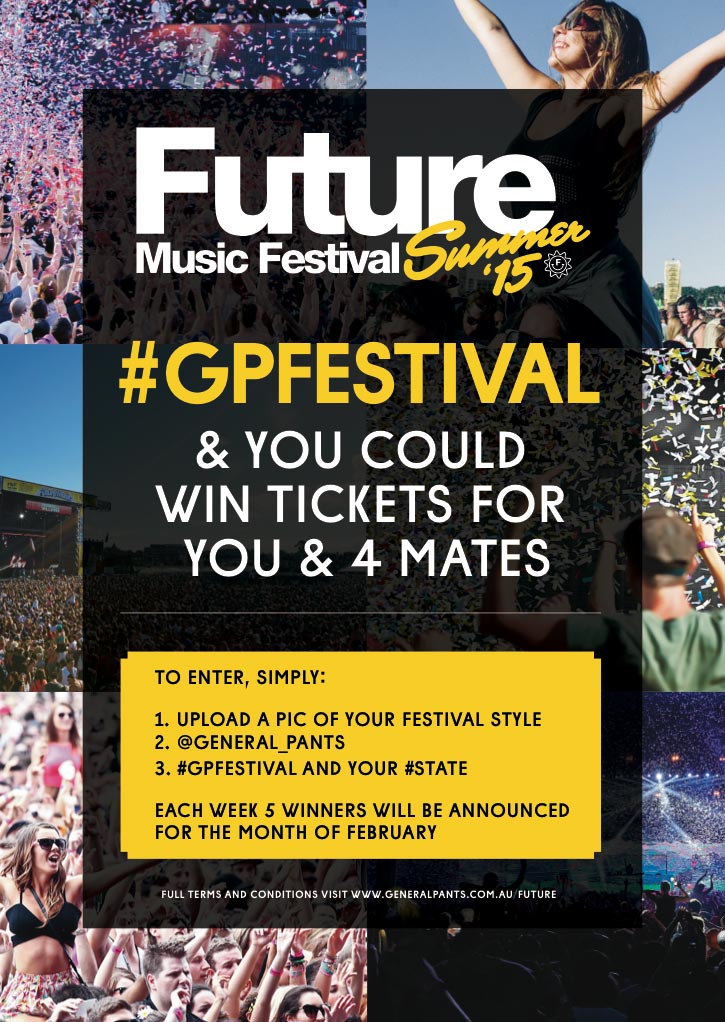 Future
Music Festival Summer '15
#GPFESTIVAL
& YOU COULD
WIN TICKETS FOR
YOU & 4 MATES
TO ENTER, SIMPLY:
1. UPLOAD A PIC OF YOUR FESTIVAL STYLE
2. @GENERAL_PANTS
3. #GPFESTIVAL AND YOUR #STATE
EACH WEEK 5 WINNERS WILL BE ANNOUNCED
FOR THE MONTH OF FEBRUARY
FULL TERMS AND CONDITIONS VISIT WWW.GENERALPANTS.COM.AU/FUTURE